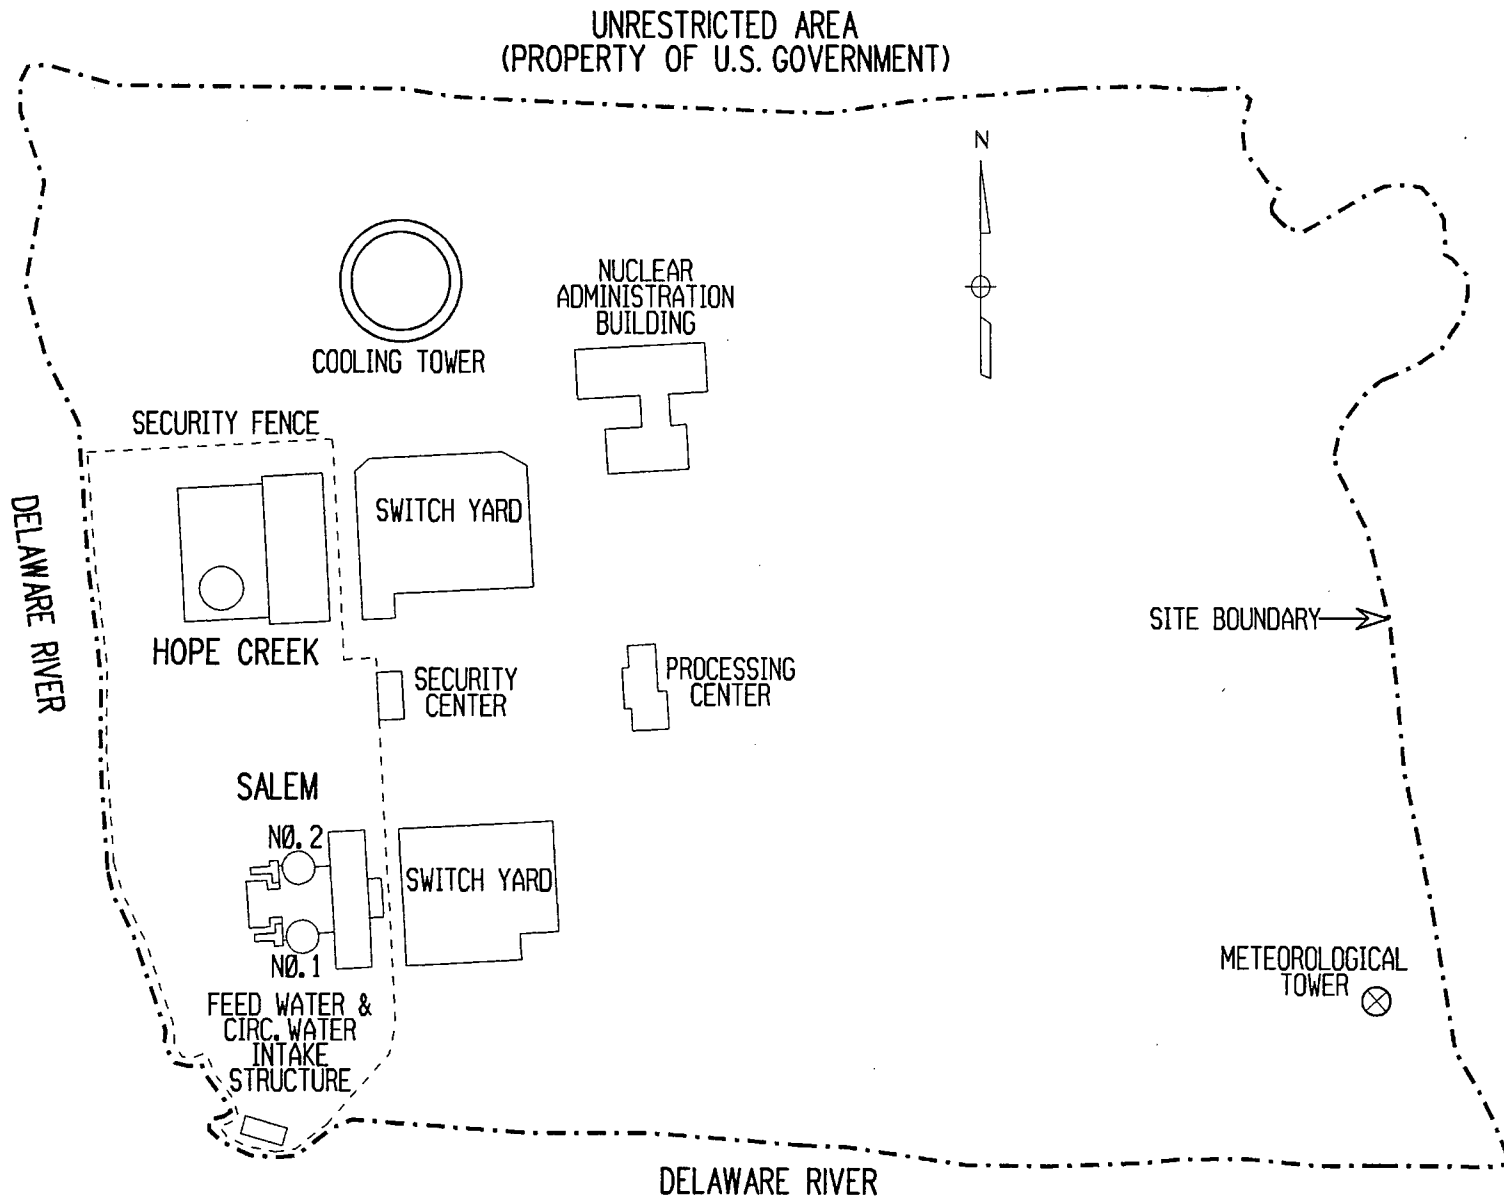 UNRESTRICTED AREA
(PROPERTY OF U.S. GOVERNMENT)
N
NUCLEAR
ADMINISTRATION
BUILDING
COOLING TOWER
SECURITY FENCE
SWITCH YARD
DELAWARE RIVER
HOPE CREEK
SITE BOUNDARY
SECURITY
CENTER
PROCESSING
CENTER
SALEM
NØ. 2
SWITCH YARD
NØ. 1
METEOROLOGICAL
TOWER
FEED WATER &
CIRC. WATER
INTAKE
STRUCTURE
DELAWARE RIVER